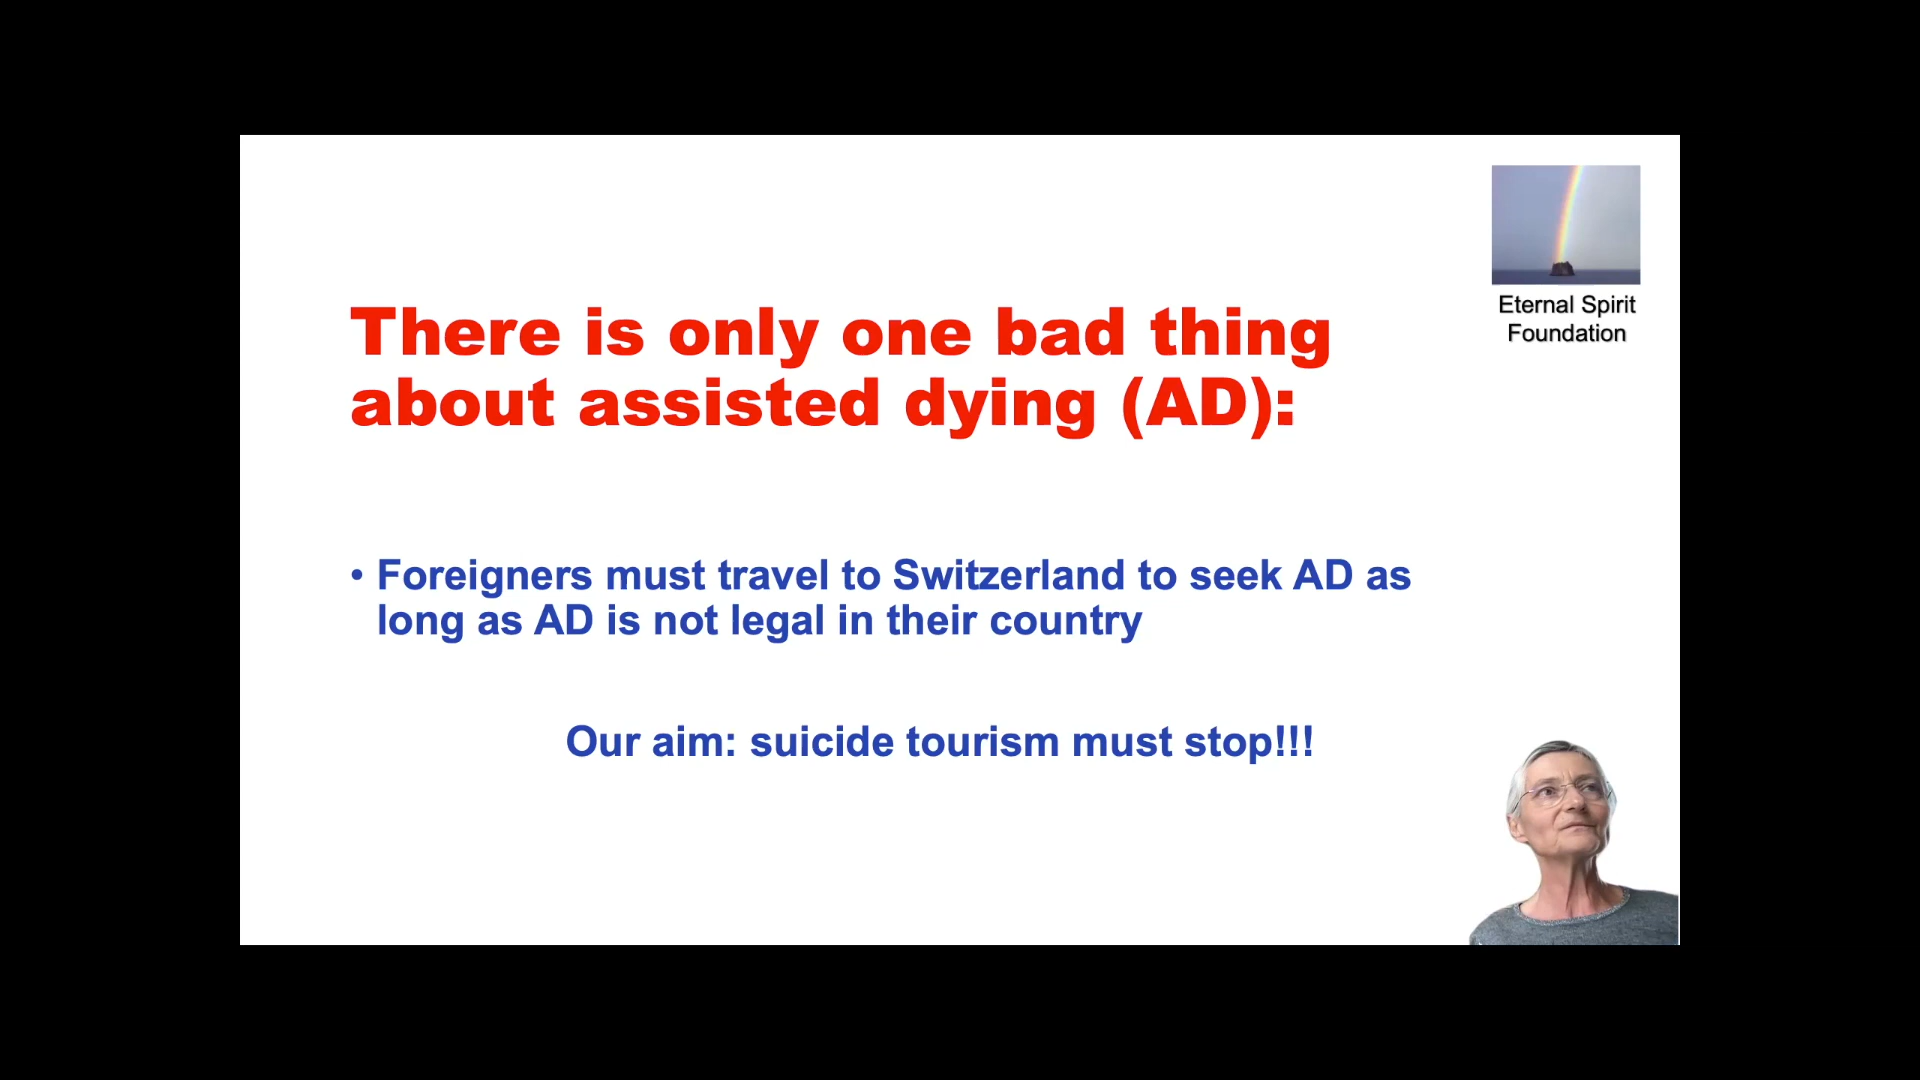 Eternal Spirit
Foundation
There is only one bad thing
about assisted dying (AD):
• Foreigners must travel to Switzerland to seek AD as
long as AD is not legal in their country
Our aim: suicide tourism must stop!!!